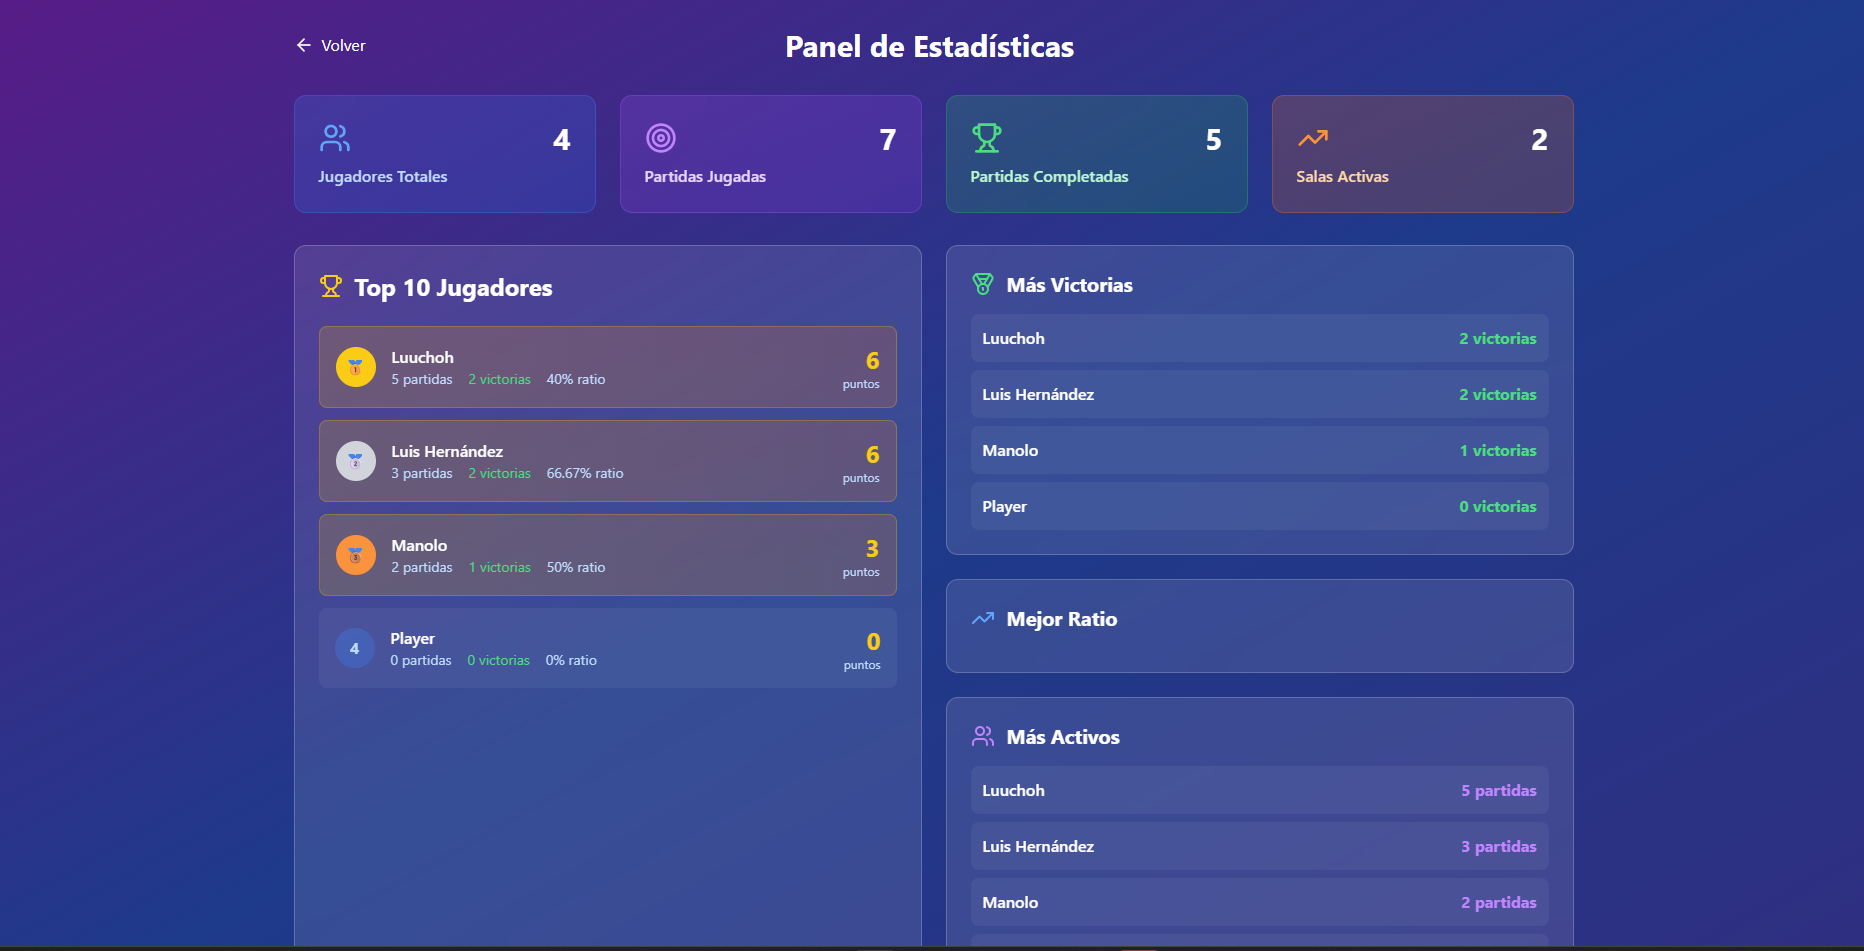 Volver
Panel de Estadísticas
4
Jugadores Totales
7
Partidas Jugadas
5
Partidas Completadas
2
Salas Activas
Top 10 Jugadores
1
Luuchoh
5 partidas 2 victorias 40% ratio
6
puntos
2
Luis Hernández
3 partidas 2 victorias 66.67% ratio
6
puntos
3
Manolo
2 partidas 1 victorias 50% ratio
3
puntos
4
Player
0 partidas 0 victorias 0% ratio
0
puntos
Más Victorias
Luuchoh 2 victorias
Luis Hernández 2 victorias
Manolo 1 victorias
Player 0 victorias
Mejor Ratio
Más Activos
Luuchoh 5 partidas
Luis Hernández 3 partidas
Manolo 2 partidas